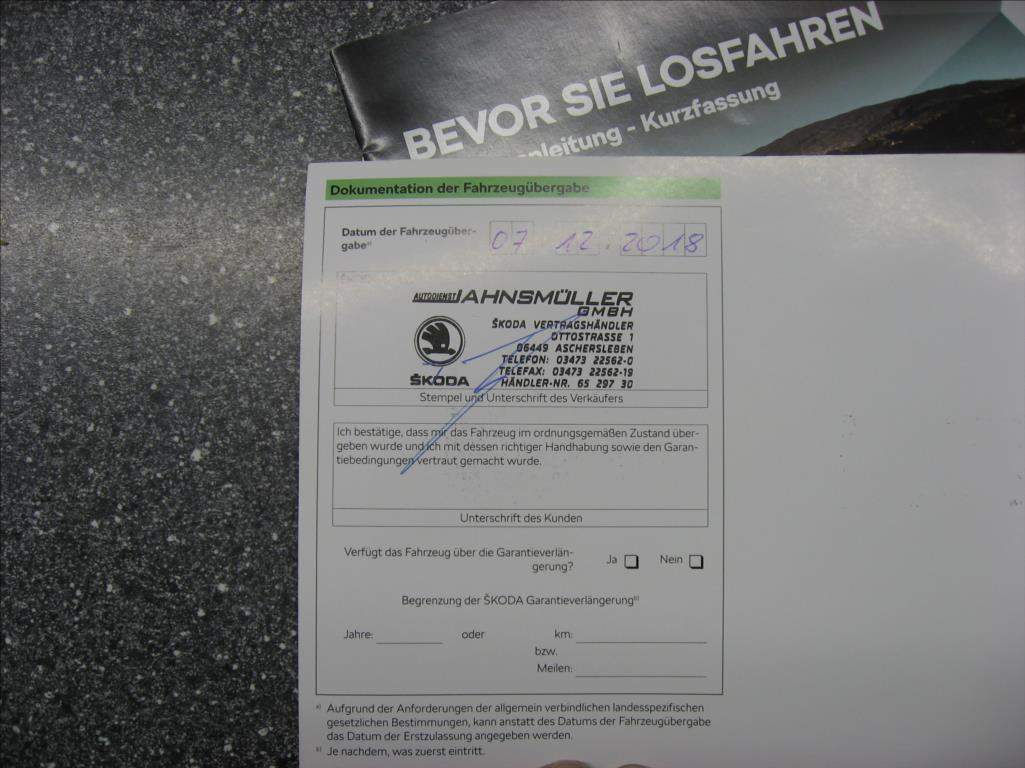 BEVOR SIE LOSFAHREN
nleitung - Kurzfassung
Dokumentation der Fahrzeugübergabe
Datum der Fahrzeugüber-
gabeᵃ⁾
07.12.2018
AUTODIENST JAHNSMÜLLER
GMBH
ŠKODA VERTRAGSHÄNDLER
OTTOSTRASSE 1
06449 ASCHERSLEBEN
TELEFON: 03473 22562-0
TELEFAX: 03473 22562-19
ŠKODA
HÄNDLER-NR. 65 297 30
Stempel und Unterschrift des Verkäufers
Ich bestätige, dass mir das Fahrzeug im ordnungsgemäßen Zustand über-
geben wurde und ich mit dessen richtiger Handhabung sowie den Garan-
tiebedingungen vertraut gemacht wurde.
Unterschrift des Kunden
Verfügt das Fahrzeug über die Garantieverlän-
gerung?
Ja
Nein
Begrenzung der ŠKODA Garantieverlängerungᵇ⁾
Jahre: oder km:
bzw.
Meilen:
ᵃ⁾ Aufgrund der Anforderungen der allgemein verbindlichen landesspezifischen
gesetzlichen Bestimmungen, kann anstatt des Datums der Fahrzeugübergabe
das Datum der Erstzulassung angegeben werden.
ᵇ⁾ Je nachdem, was zuerst eintritt.